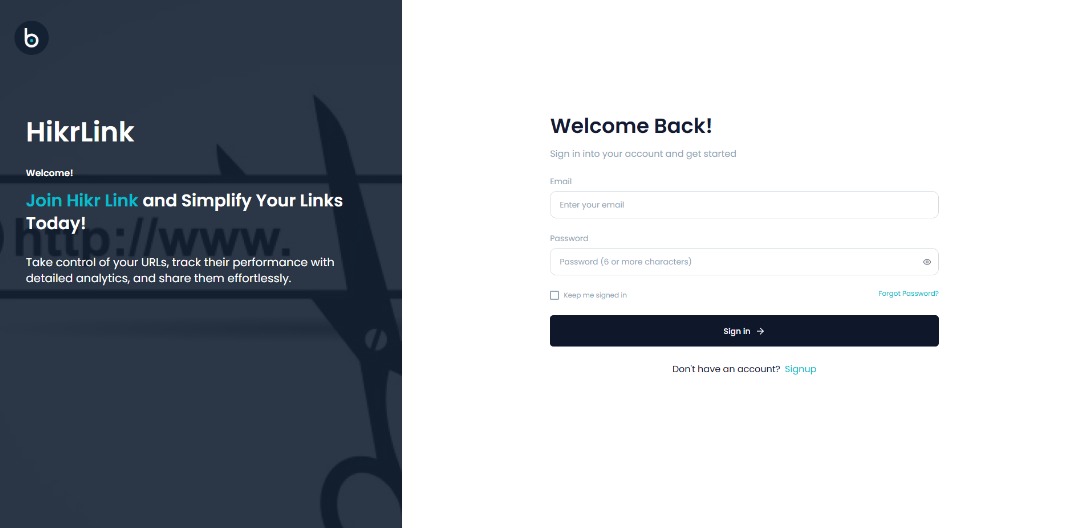 b
HikrLink
Welcome!
Join Hikr Link and Simplify Your Links
Today!
http://www.
Take control of your URLs, track their performance with
detailed analytics, and share them effortlessly.
Welcome Back!
Sign in into your account and get started
Email
Enter your email
Password
Password (6 or more characters)
Keep me signed in
Forgot Password?
Sign in →
Don't have an account? Signup